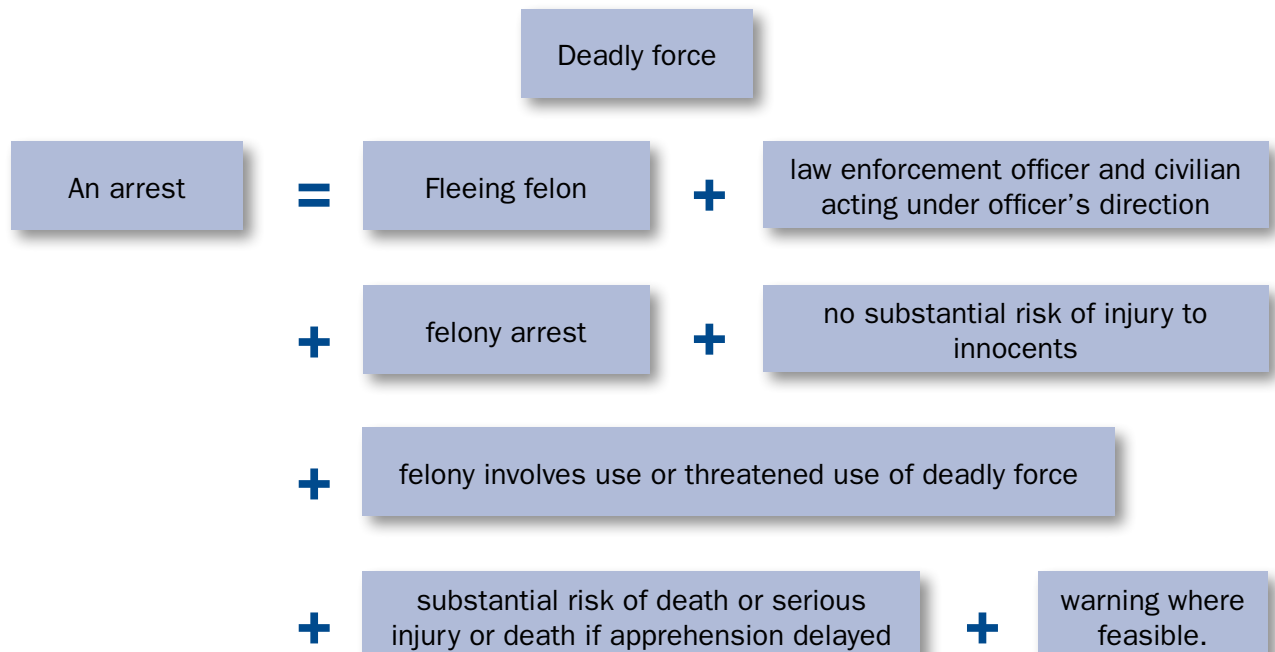 Deadly force
An arrest = Fleeing felon + law enforcement officer and civilian
acting under officer’s direction
+ felony arrest + no substantial risk of injury to
innocents
+ felony involves use or threatened use of deadly force
+ substantial risk of death or serious
injury or death if apprehension delayed
+ warning where
feasible.